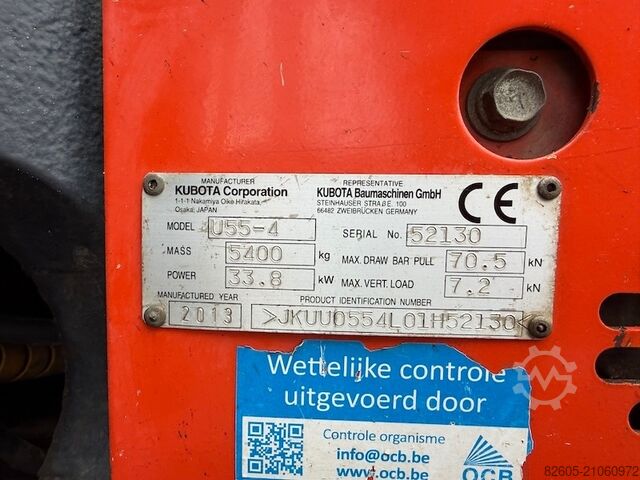 MANUFACTURER
KUBOTA Corporation
1-1-1 Nakamiya Oike Hirakata,
Osaka, JAPAN
REPRESENTATIVE
KUBOTA Baumaschinen GmbH
STEINHAUSER STRAßE. 100
66482 ZWEIBRÜCKEN GERMANY
CE
MODEL U55-4
SERIAL No. 52130
MASS 5400 kg
MAX. DRAW BAR PULL 70.5 kN
POWER 33.8 kW
MAX. VERT. LOAD 7.2 kN
MANUFACTURED YEAR
2013
PRODUCT IDENTIFICATION NUMBER
>JKUU0554L01H52130<
Wettelijke controle
uitgevoerd door
Controle organisme
info@ocb.be
www.ocb.be
OCB
82605-21060972